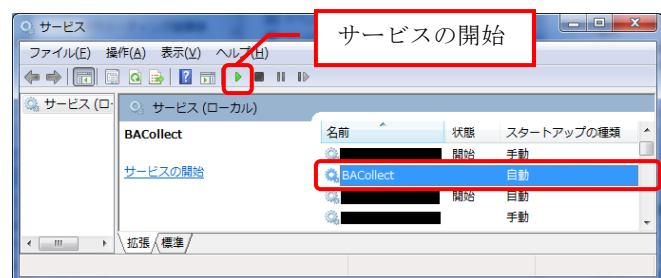 サービス
サービスの開始
ファイル(F) 操作(A) 表示(V) ヘルプ(H)
サービス (ロ
サービス (ローカル)
BACollect
サービスの開始
名前 状態 スタートアップの種類
開始 手動
BACollect 自動
開始 自動
手動
拡張 標準